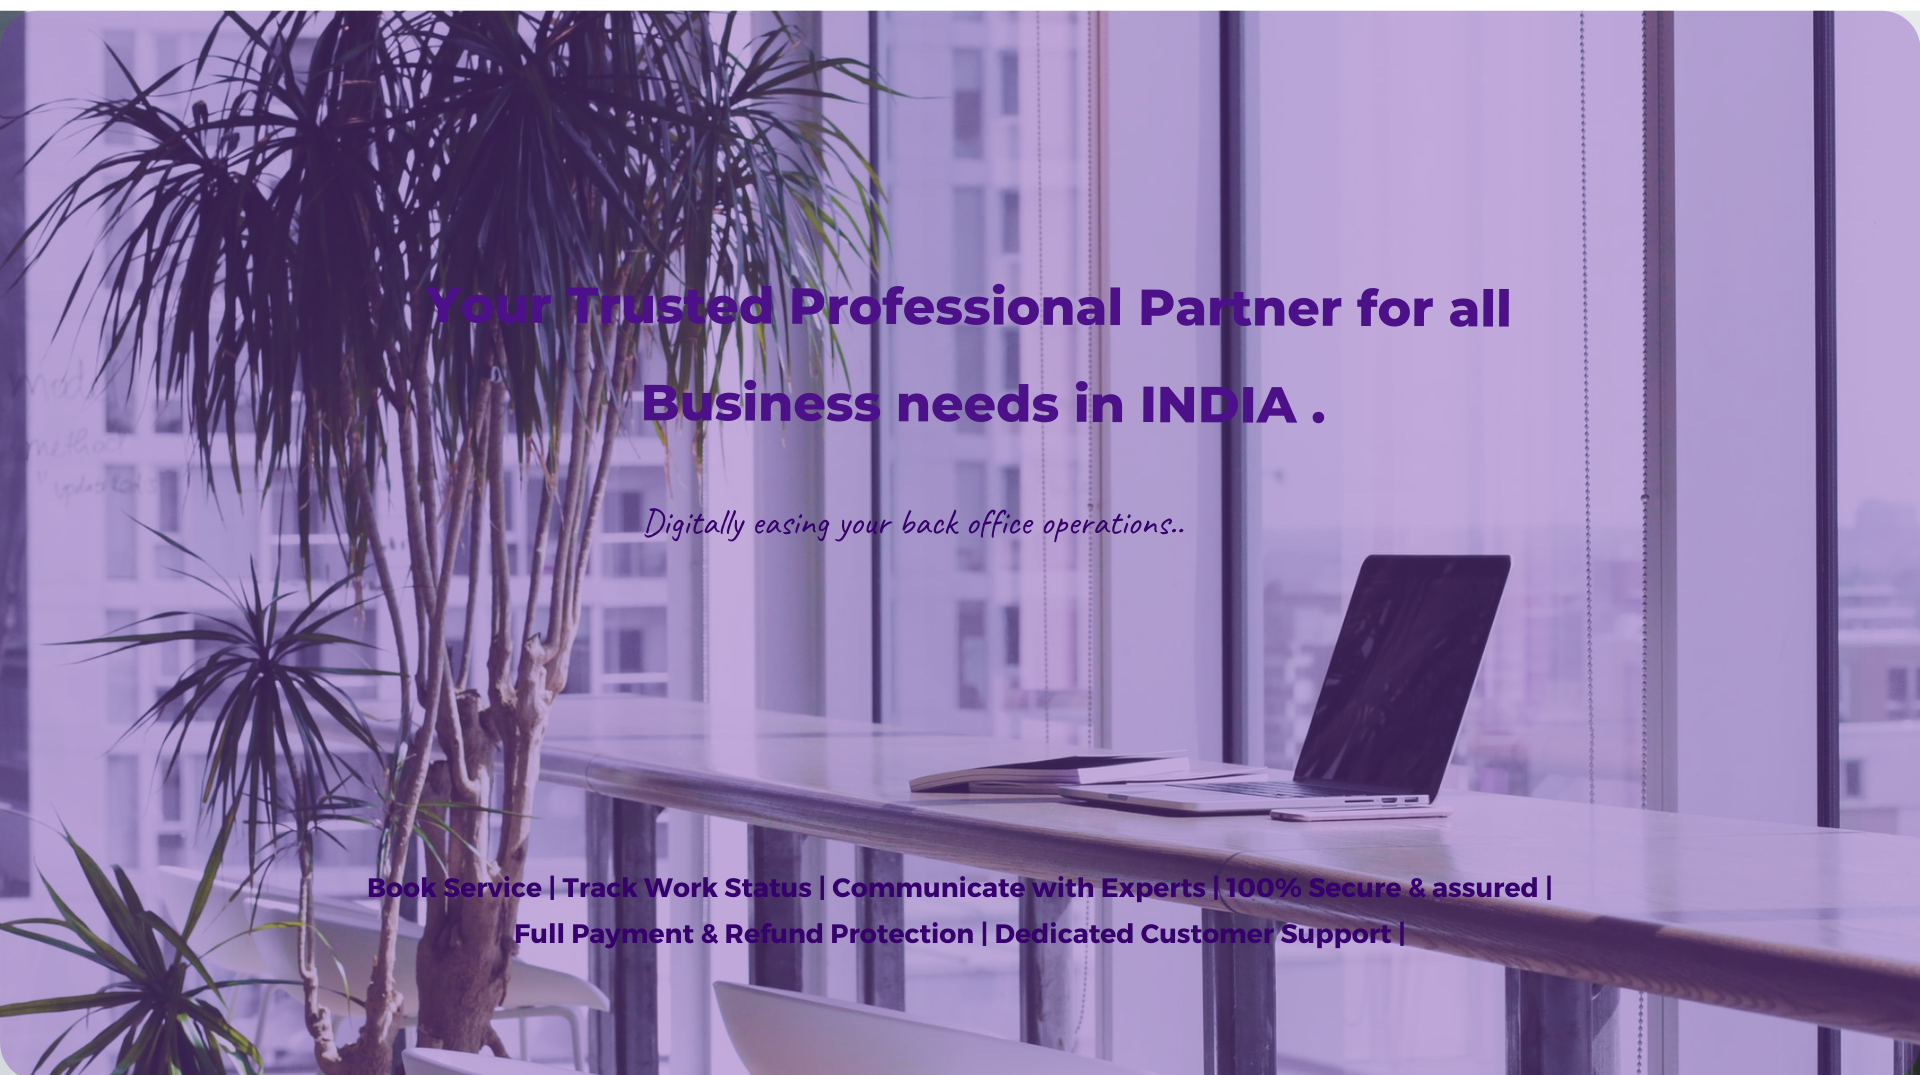 Your Trusted Professional Partner for all
Business needs in INDIA .
Digitally easing your back office operations..
Book Service | Track Work Status | Communicate with Experts | 100% Secure & assured |
Full Payment & Refund Protection | Dedicated Customer Support |